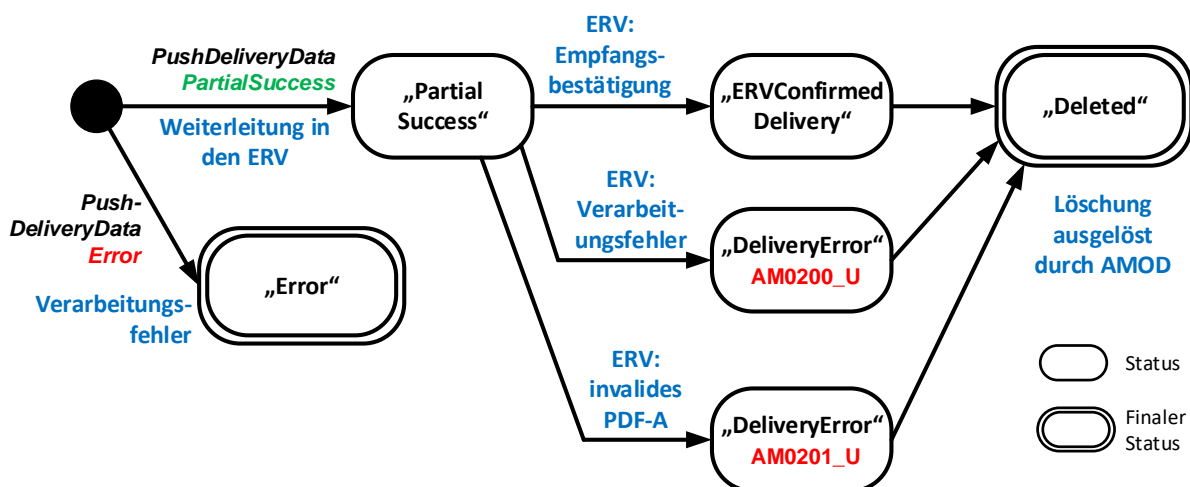 PushDeliveryData
PartialSuccess
Weiterleitung in
den ERV
Push-
DeliveryData
Error
Verarbeitungs-
fehler
„Error“
„Partial
Success“
ERV:
Empfangs-
bestätigung
ERV:
Verarbeit-
ungsfehler
ERV:
invalides
PDF-A
„ERVConfirmed
Delivery“
„DeliveryError“
AM0200_U
„DeliveryError“
AM0201_U
„Deleted“
Löschung
ausgelöst
durch AMOD
Status
Finaler
Status